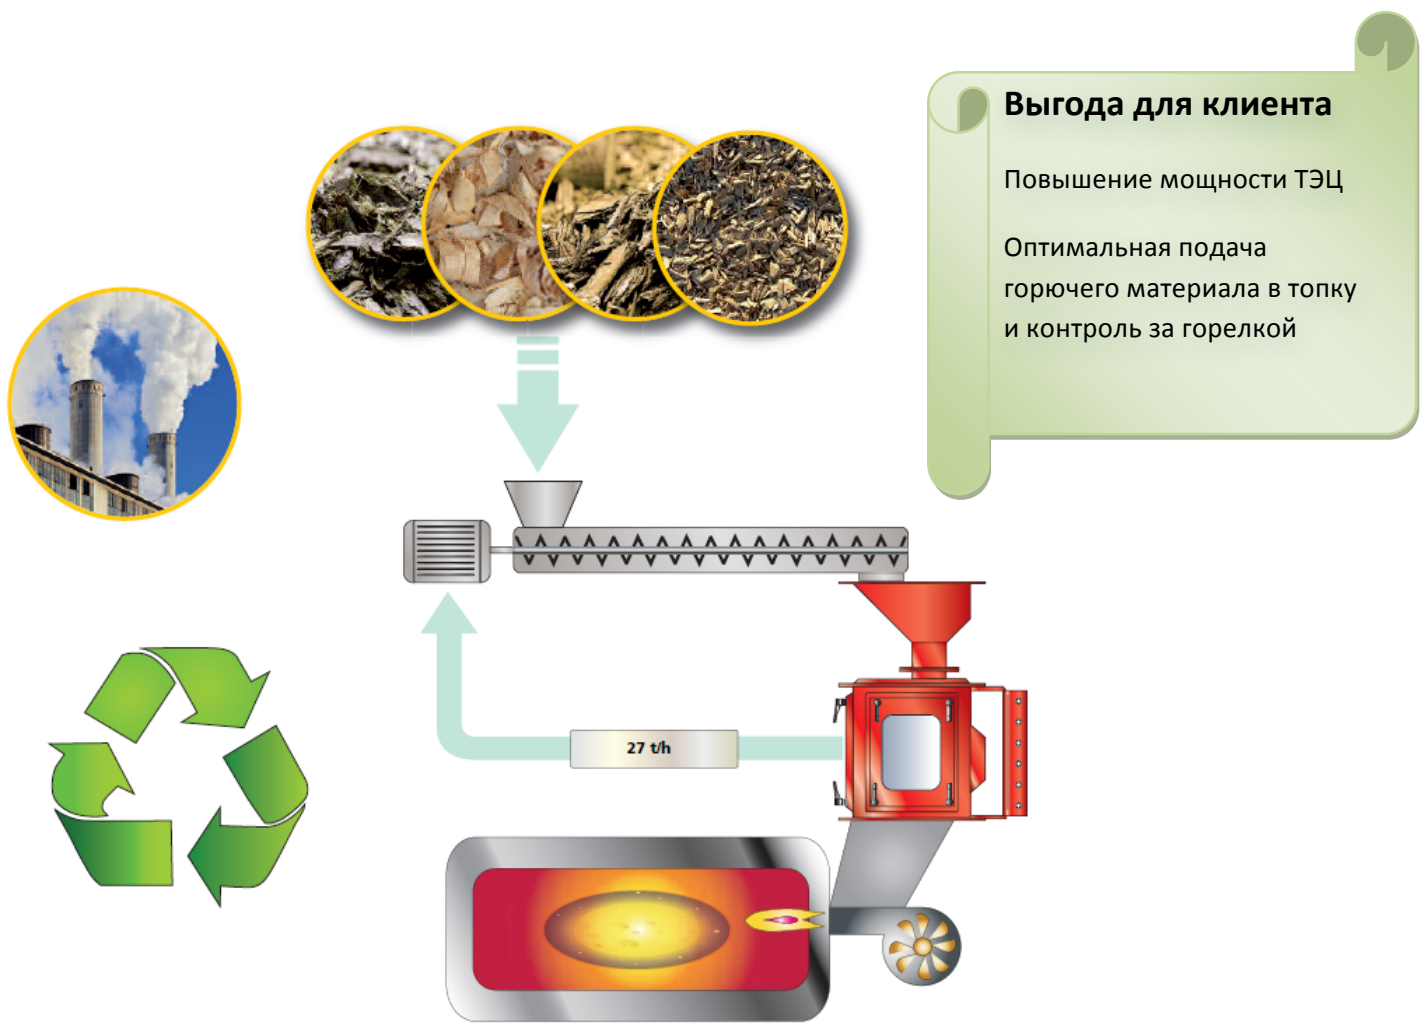 Выгода для клиента
Повышение мощности ТЭЦ
Оптимальная подача
горючего материала в топку
и контроль за горелкой
27 t/h